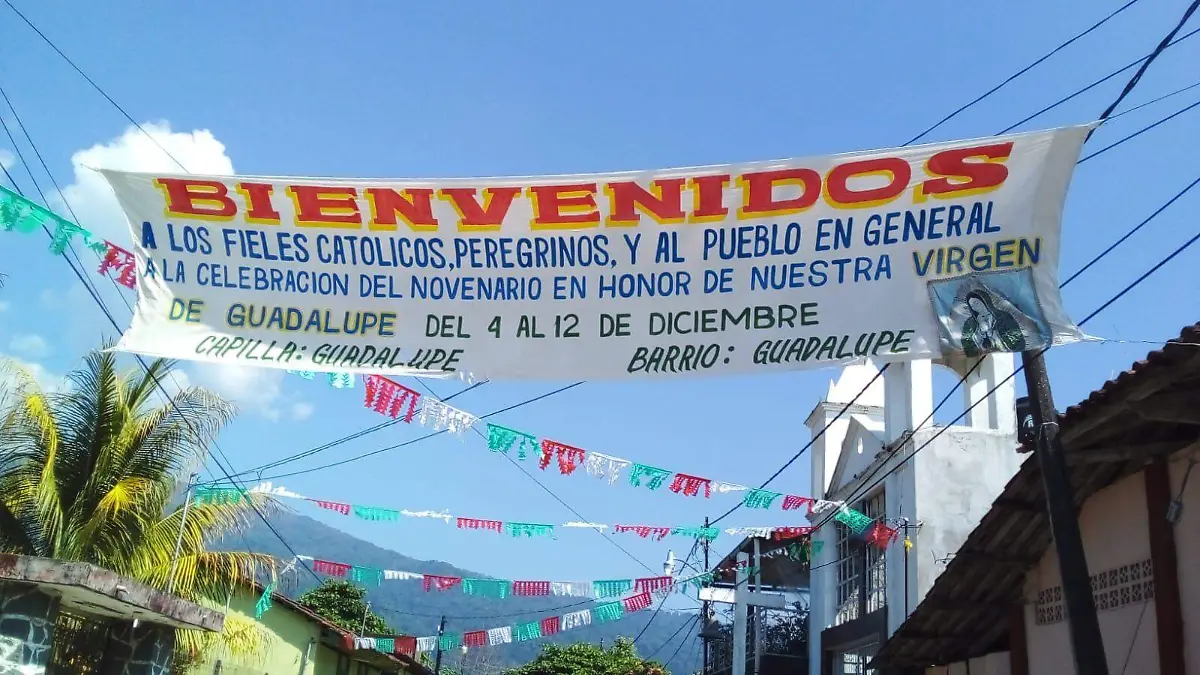 BIENVENIDOS
A LOS FIELES CATOLICOS, PEREGRINOS, Y AL PUEBLO EN GENERAL
A LA CELEBRACION DEL NOVENARIO EN HONOR DE NUESTRA VIRGEN
DE GUADALUPE DEL 4 AL 12 DE DICIEMBRE
CAPILLA: GUADALUPE BARRIO: GUADALUPE